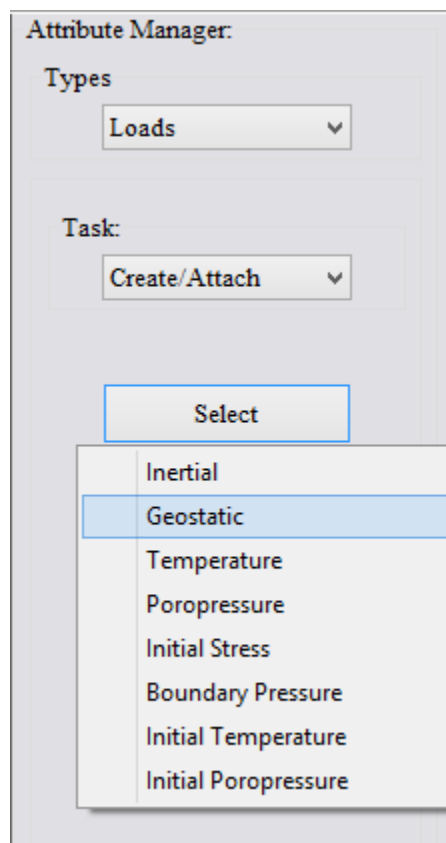 Attribute Manager:
Types
Loads
Task:
Create/Attach
Select
Inertial
Geostatic
Temperature
Poropressure
Initial Stress
Boundary Pressure
Initial Temperature
Initial Poropressure